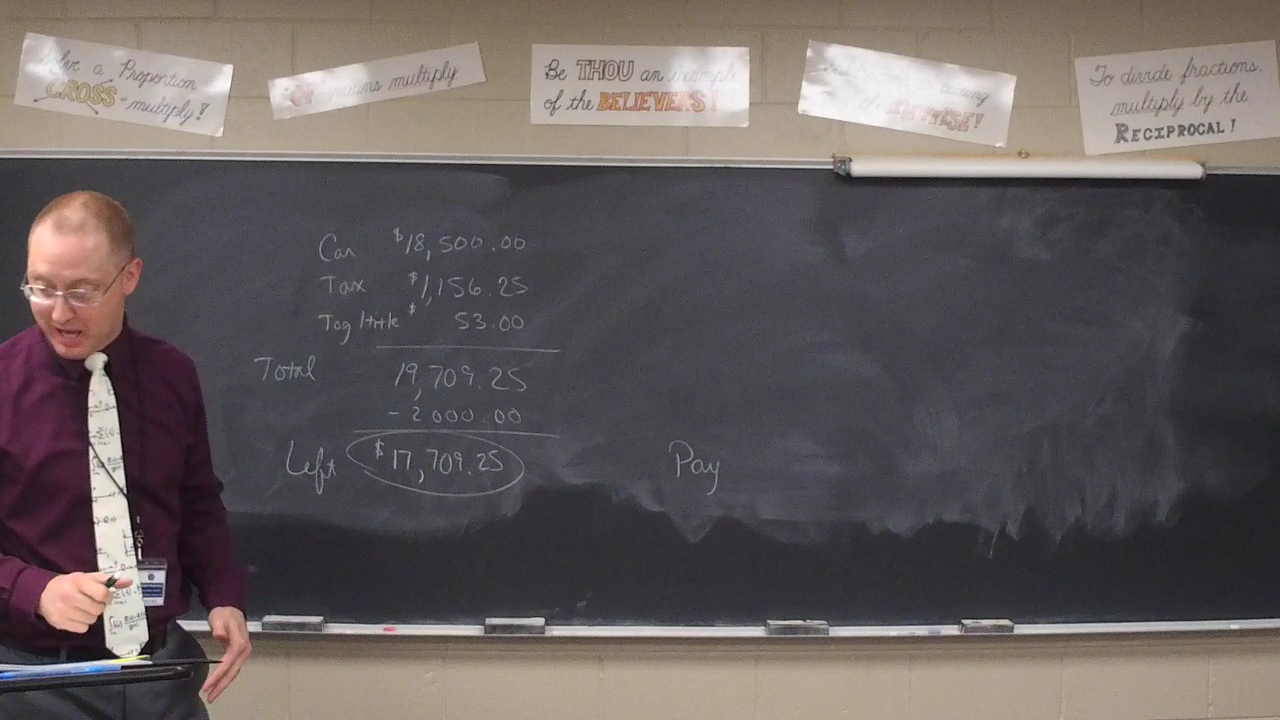 a Proportion
CROSS-multiply!
means multiply
Be THOU an example
of the BELIEVERS!
To divide fractions,
multiply by the
RECIPROCAL!
Car $18,500.00
Tax $1,156.25
Tag/title $ 53.00
Total 19,709.25
-2000.00
Left $17,709.25
Pay